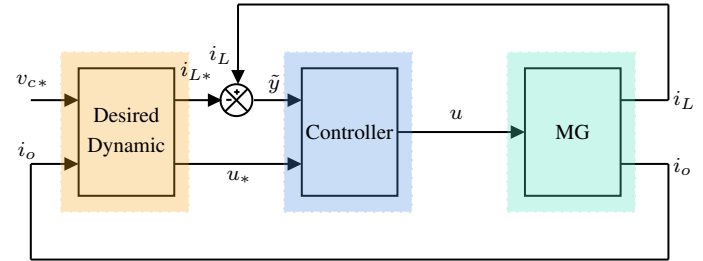 i_L
v_{c*}
i_{L*}
ỹ
+
-
i_o
Desired
Dynamic
Controller
u
MG
i_L
u_*
i_o